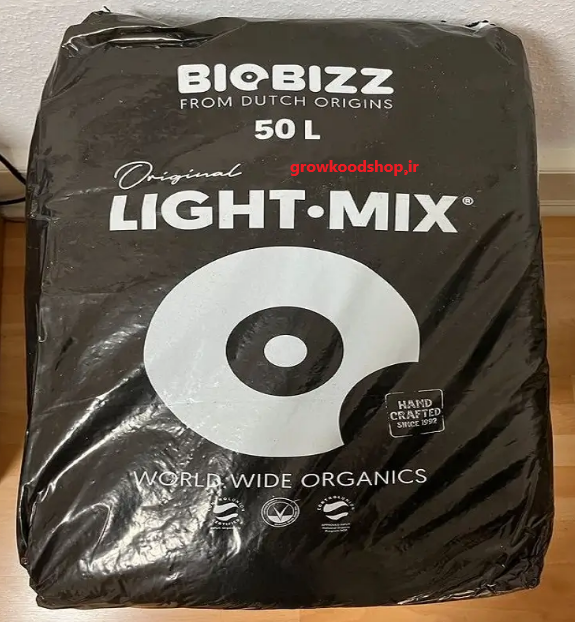 BIOBIZZ
FROM DUTCH ORIGINS
50 L
growkoodshop,ir
Original
LIGHT·MIX®
HAND
CRAFTED
SINCE 1992
WORLD WIDE ORGANICS